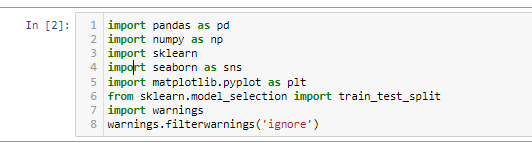 In [2]:
1 import pandas as pd
2 import numpy as np
3 import sklearn
4 import seaborn as sns
5 import matplotlib.pyplot as plt
6 from sklearn.model_selection import train_test_split
7 import warnings
8 warnings.filterwarnings('ignore')